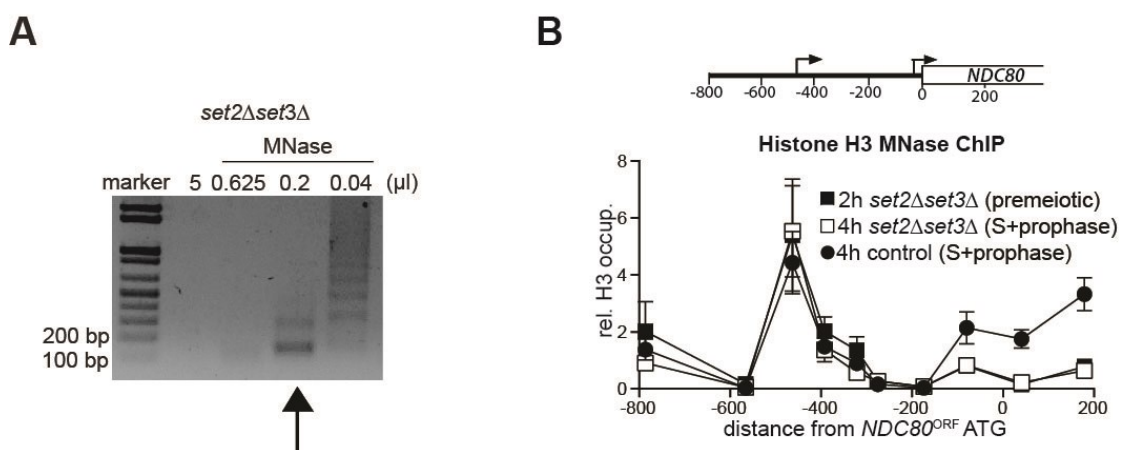 A
set2Δset3Δ
MNase
marker 5 0.625 0.2 0.04 (µl)
200 bp
100 bp
B
NDC80
-800 -600 -400 -200 0 200
Histone H3 MNase ChIP
8
6
4
2
0
rel. H3 occup.
2h set2Δset3Δ (premeiotic)
4h set2Δset3Δ (S+prophase)
4h control (S+prophase)
-800 -600 -400 -200 0 200
distance from NDC80ORF ATG